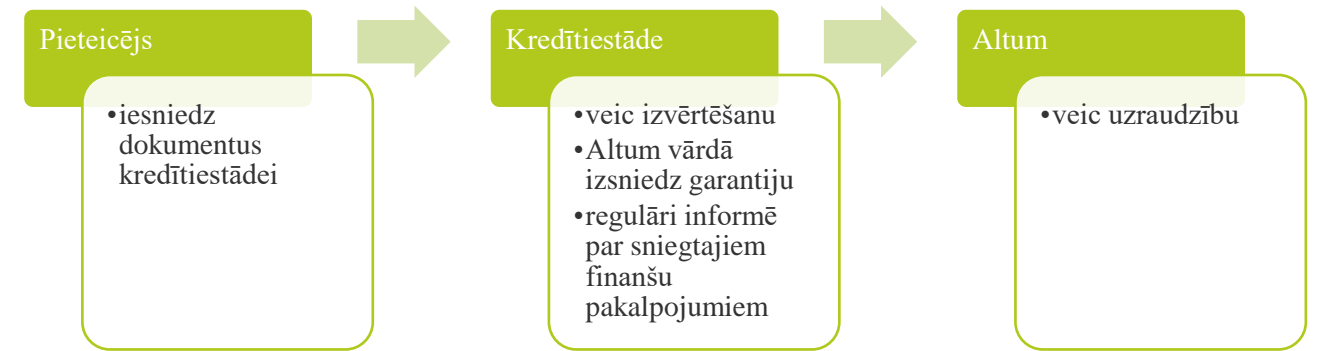 Pieteicējs
•iesniedz
dokumentus
kredītiestādei
Kredītiestāde
•veic izvērtēšanu
•Altum vārdā
izsniedz garantiju
•regulāri informē
par sniegtajiem
finanšu
pakalpojumiem
Altum
•veic uzraudzību